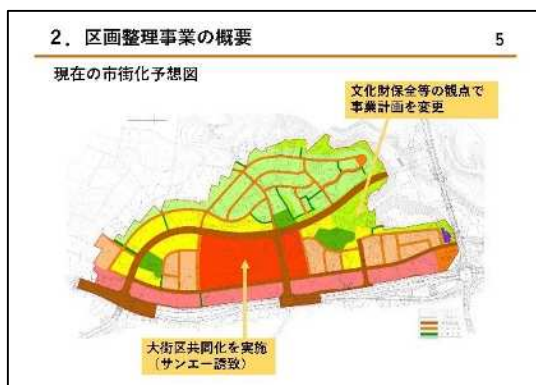 2．区画整理事業の概要
5
現在の市街化予想図
文化財保全等の観点で
事業計画を変更
大街区共同化を実施
（サンエー誘致）